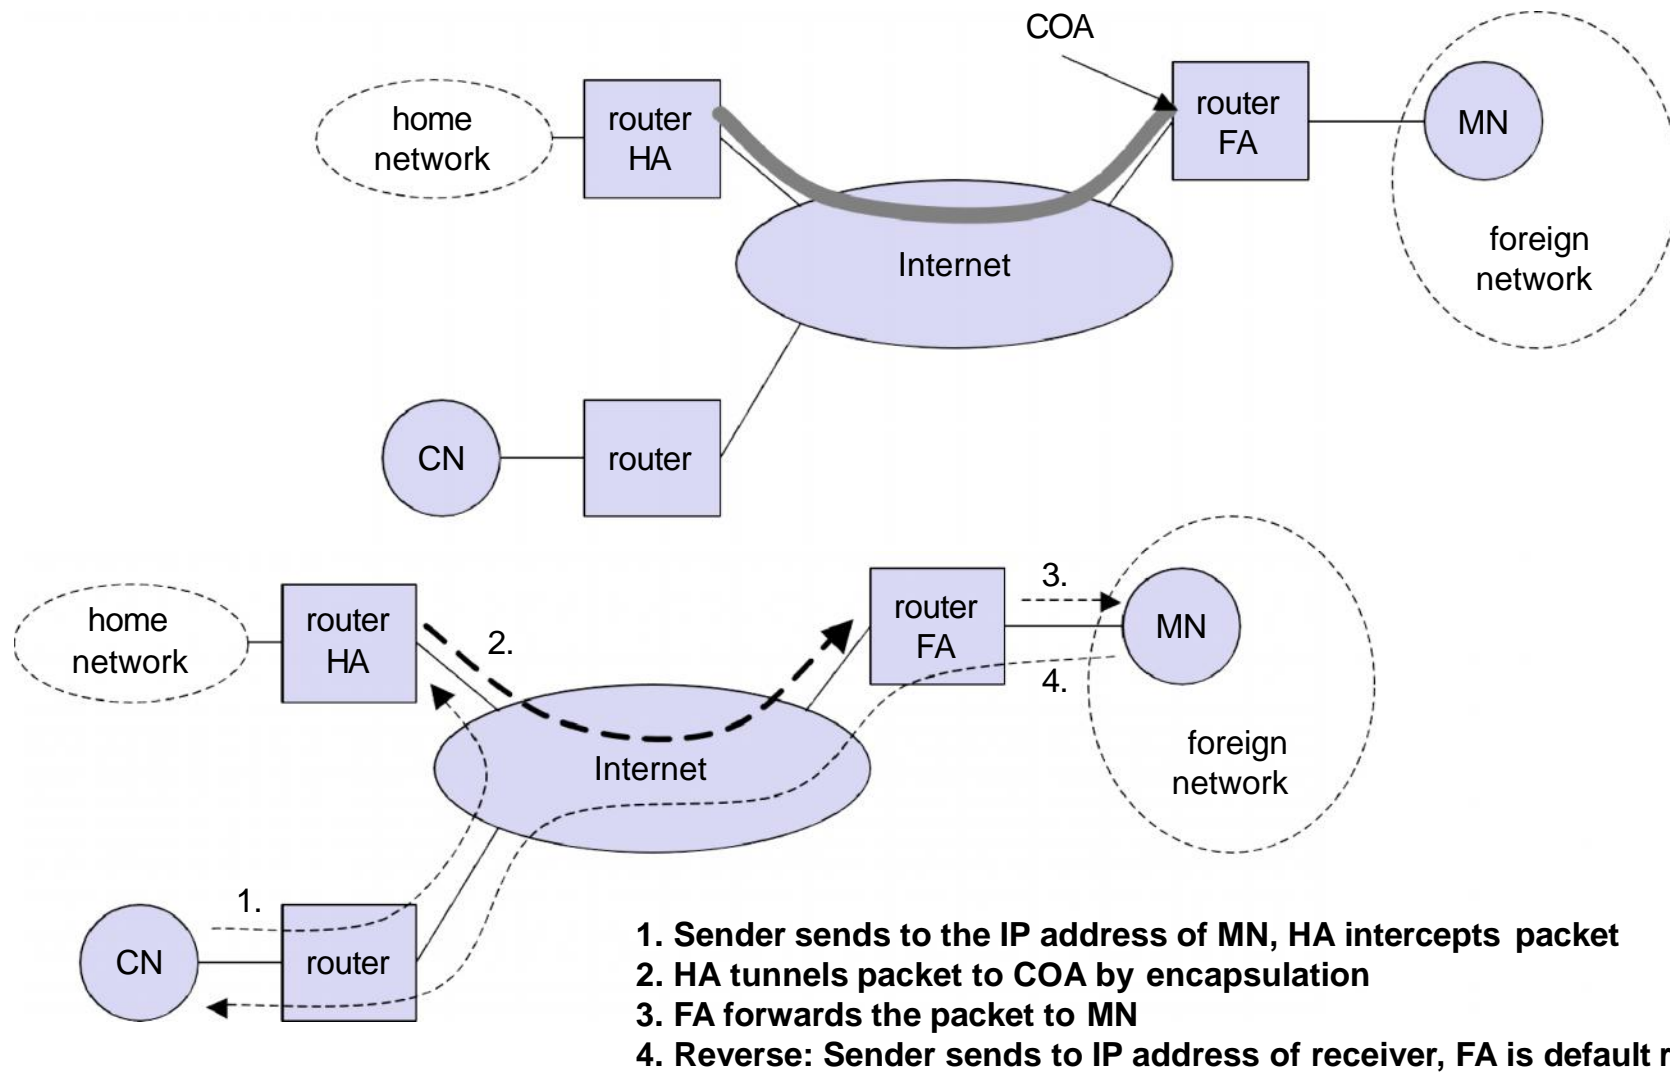 COA
home
network
router
HA
router
FA
MN
Internet
foreign
network
CN
router
home
network
router
HA
2.
router
FA
3.
MN
4.
Internet
foreign
network
1.
CN
router
1. Sender sends to the IP address of MN, HA intercepts packet
2. HA tunnels packet to COA by encapsulation
3. FA forwards the packet to MN
4. Reverse: Sender sends to IP address of receiver, FA is default